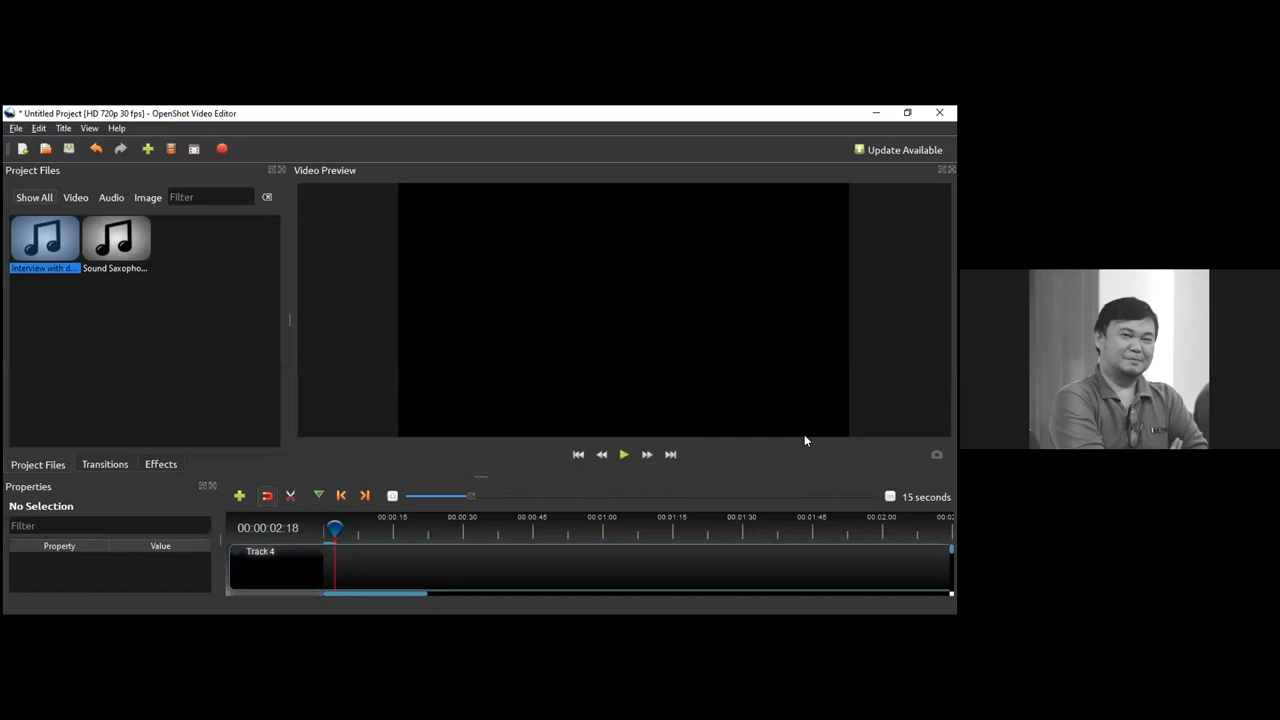 * Untitled Project [HD 720p 30 fps] - OpenShot Video Editor
File Edit Title View Help
Update Available
Project Files
Video Preview
Show All Video Audio Image Filter
Interview with d...
Sound Saxopho...
Project Files Transitions Effects
Properties
No Selection
Filter
Property Value
15 seconds
00:00:02:18
00:00:15 00:00:30 00:00:45 00:01:00 00:01:15 00:01:30 00:01:45 00:02:00
Track 4